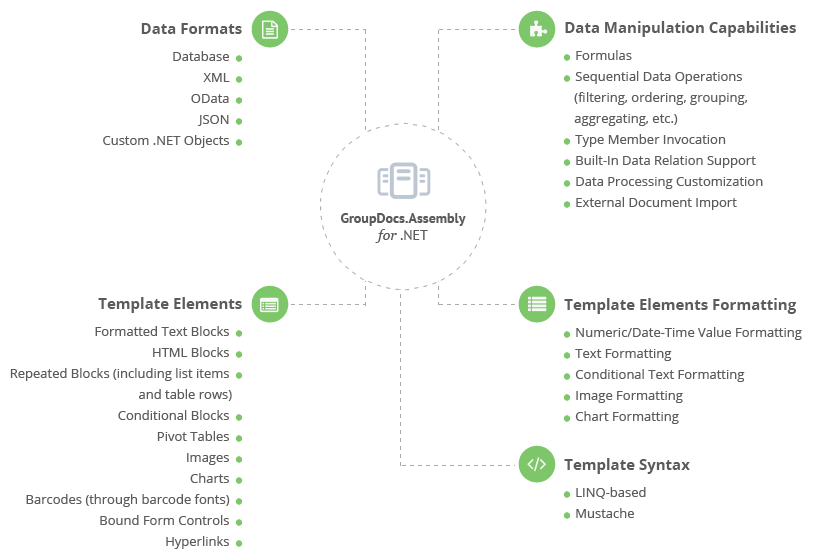 Data Formats
Database
XML
OData
JSON
Custom .NET Objects
Data Manipulation Capabilities
Formulas
Sequential Data Operations
(filtering, ordering, grouping,
aggregating, etc.)
Type Member Invocation
Built-In Data Relation Support
Data Processing Customization
External Document Import
GroupDocs.Assembly
for .NET
Template Elements
Formatted Text Blocks
HTML Blocks
Repeated Blocks (including list items
and table rows)
Conditional Blocks
Pivot Tables
Images
Charts
Barcodes (through barcode fonts)
Bound Form Controls
Hyperlinks
Template Elements Formatting
Numeric/Date-Time Value Formatting
Text Formatting
Conditional Text Formatting
Image Formatting
Chart Formatting
Template Syntax
LINQ-based
Mustache